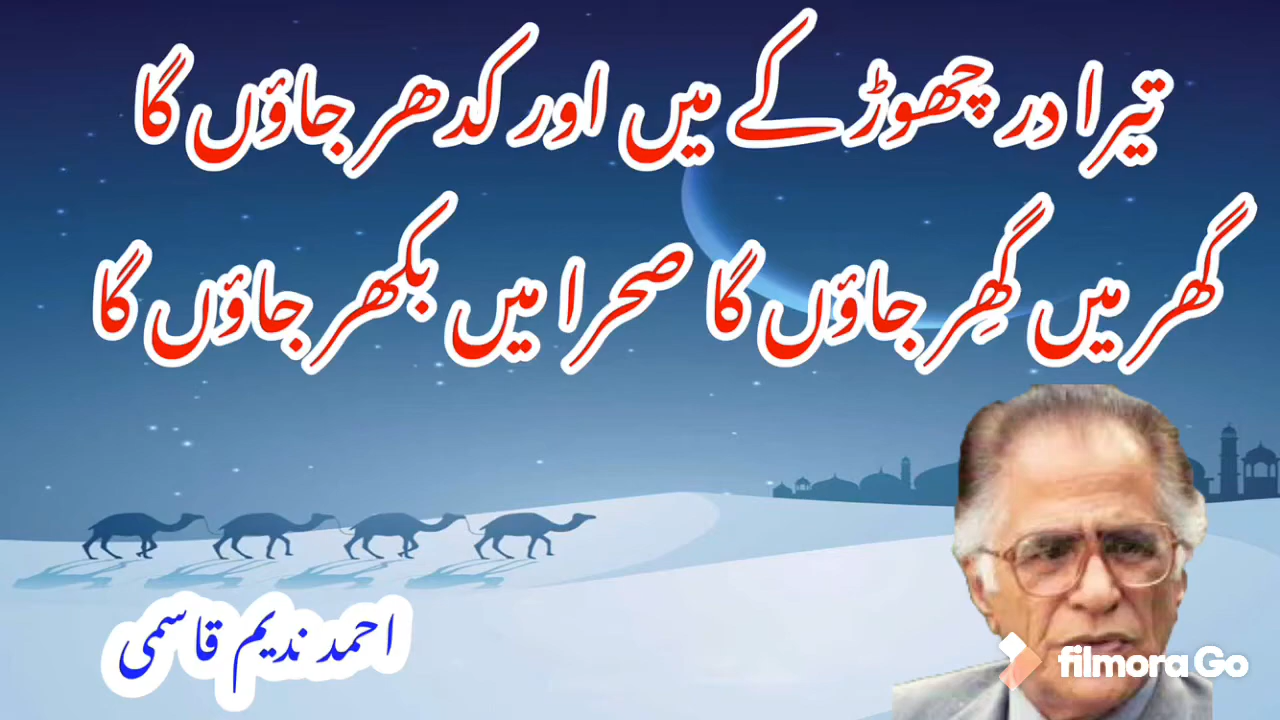 تیرا در چھوڑ کے میں اور کدھر جاؤں گا
گھر میں گھِر جاؤں گا صحرا میں بکھر جاؤں گا
احمد ندیم قاسمی
filmora Go